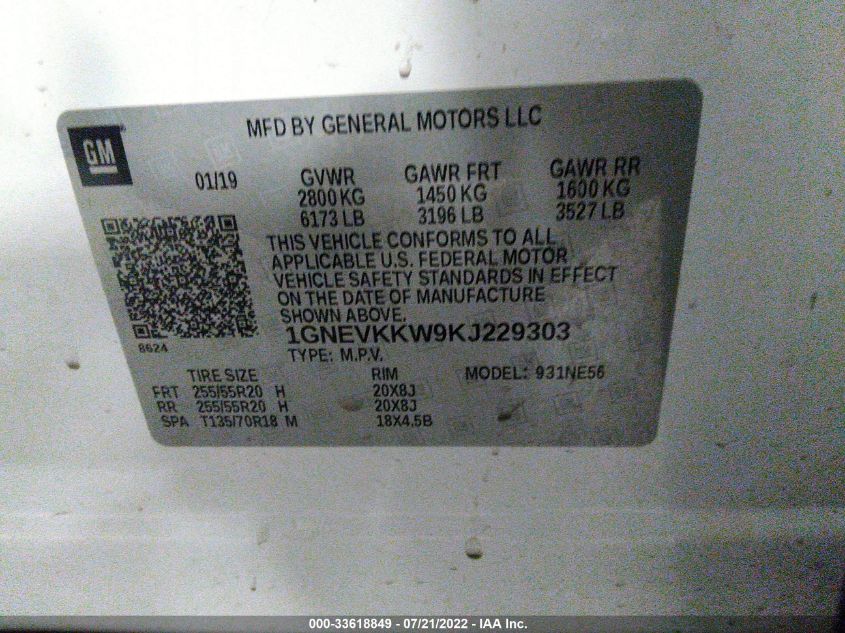 MFD BY GENERAL MOTORS LLC
GM
01/19 GVWR GAWR FRT GAWR RR
2800 KG 1450 KG 1600 KG
6173 LB 3196 LB 3527 LB
THIS VEHICLE CONFORMS TO ALL
APPLICABLE U.S. FEDERAL MOTOR
VEHICLE SAFETY STANDARDS IN EFFECT
ON THE DATE OF MANUFACTURE
SHOWN ABOVE.
1GNEVKKW9KJ229303
8624
TYPE: M.P.V.
TIRE SIZE RIM MODEL: 931NE56
FRT 255/55R20 H 20X8J
RR 255/55R20 H 20X8J
SPA T135/70R18 M 18X4.5B
000-33618849 - 07/21/2022 - IAA Inc.